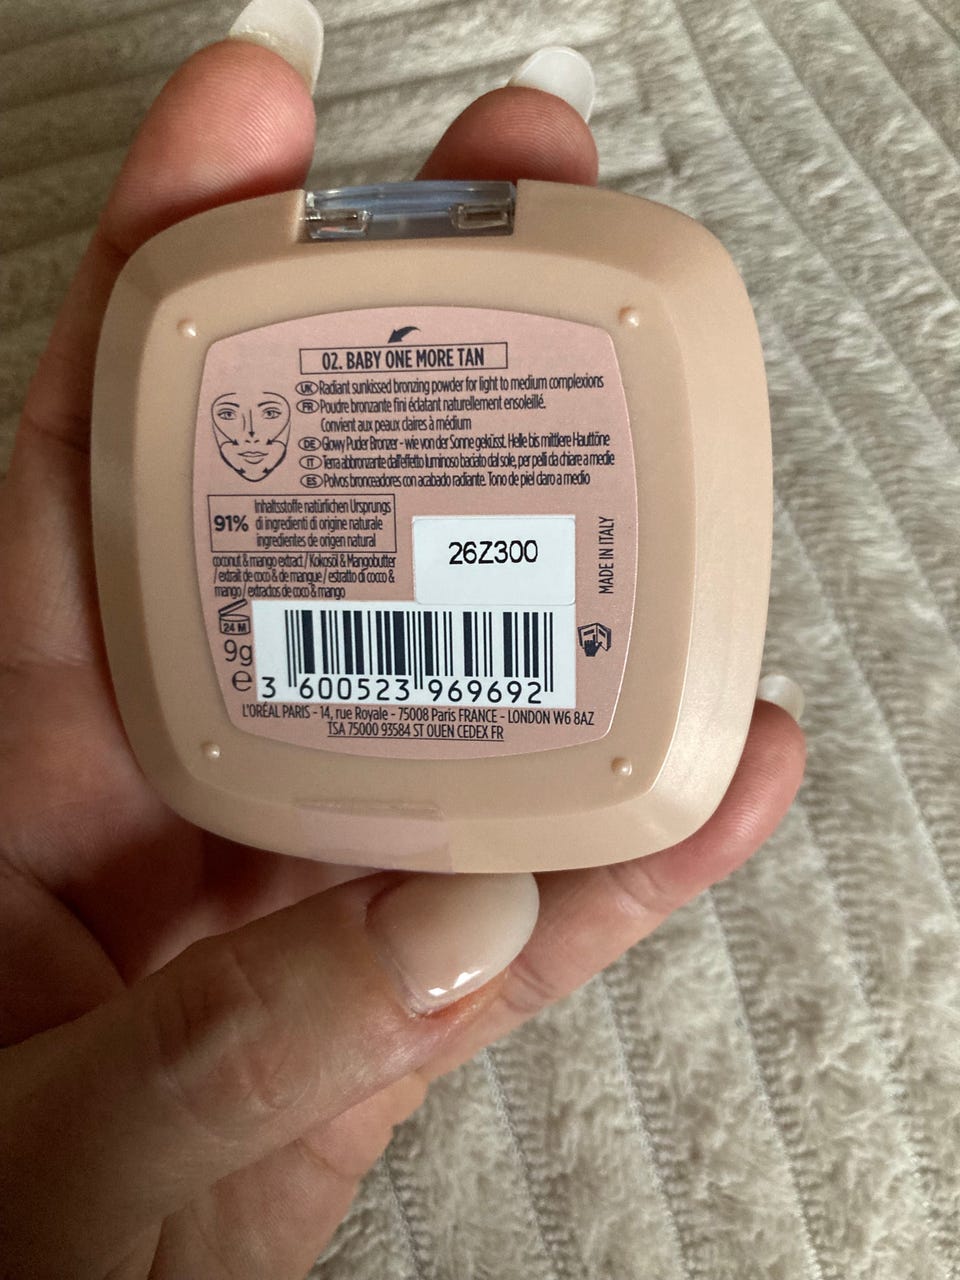 02. BABY ONE MORE TAN
UK Radiant sunkissed bronzing powder for light to medium complexions
FR Poudre bronzante fini éclatant naturellement ensoleillé.
Convient aux peaux claires à médium
DE Glowy Puder Bronzer - wie von der Sonne geküsst. Helle bis mittlere Hauttöne
IT Terra abbronzante dall'effetto luminoso baciato dal sole, per pelli da chiare a medie
ES Polvos bronceadores con acabado radiante. Tono de piel claro a medio
91% Inhaltsstoffe natürlichen Ursprungs
di ingredienti di origine naturale
ingredientes de origen natural
coconut & mango extract / Kokosöl & Mangobutter
/ extrait de coco & de mangue / estratto di cocco &
mango / extractos de coco & mango
26Z300
MADE IN ITALY
24 M
9g
e
3 600523 969692
L'ORÉAL PARIS - 14, rue Royale - 75008 Paris FRANCE - LONDON W6 8AZ
TSA 75000 93584 ST OUEN CEDEX FR